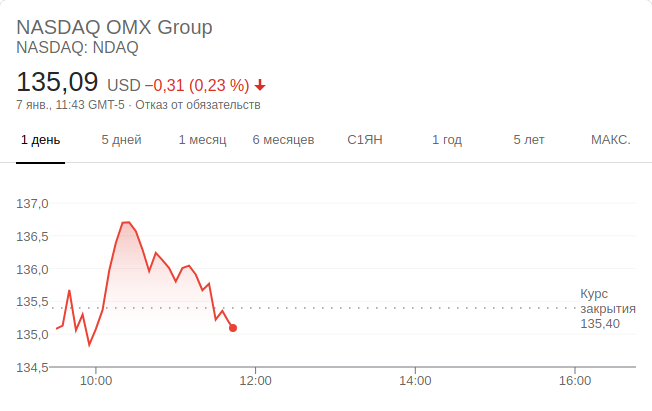 NASDAQ OMX Group
NASDAQ: NDAQ
135,09 USD −0,31 (0,23 %)
7 янв., 11:43 GMT-5 · Отказ от обязательств
1 день 5 дней 1 месяц 6 месяцев С1ЯН 1 год 5 лет МАКС.
137,0
136,5
136,0
135,5
135,0
134,5
Курс
закрытия
135,40
10:00 12:00 14:00 16:00